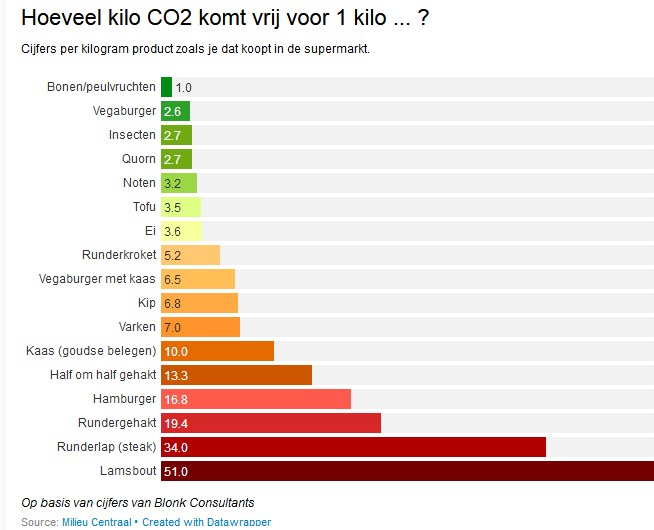 Hoeveel kilo CO2 komt vrij voor 1 kilo ... ?
Cijfers per kilogram product zoals je dat koopt in de supermarkt.
Bonen/peulvruchten 1.0
Vegaburger 2.6
Insecten 2.7
Quorn 2.7
Noten 3.2
Tofu 3.5
Ei 3.6
Runderkroket 5.2
Vegaburger met kaas 6.5
Kip 6.8
Varken 7.0
Kaas (goudse belegen) 10.0
Half om half gehakt 13.3
Hamburger 16.8
Rundergehakt 19.4
Runderlap (steak) 34.0
Lamsbout 51.0
Op basis van cijfers van Blonk Consultants
Source: Milieu Centraal • Created with Datawrapper